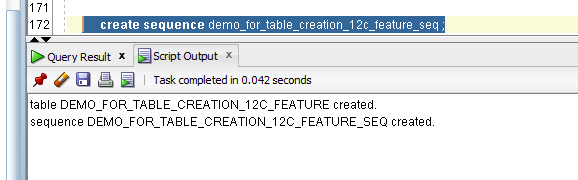 171
172 create sequence demo_for_table_creation_12c_feature_seq ;
Query Result x Script Output x
Task completed in 0.042 seconds
table DEMO_FOR_TABLE_CREATION_12C_FEATURE created.
sequence DEMO_FOR_TABLE_CREATION_12C_FEATURE_SEQ created.